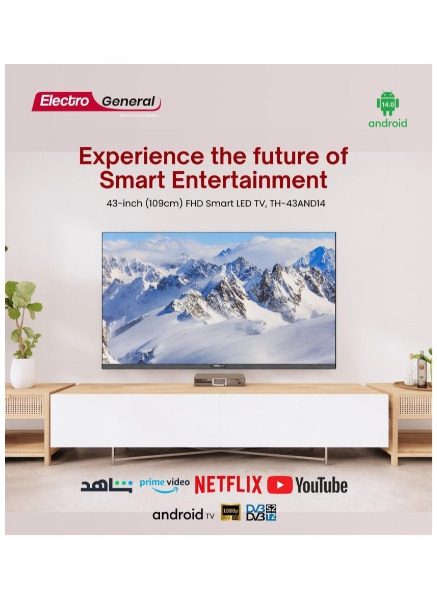 Electro General
14.0
android
Experience the future of
Smart Entertainment
43-inch (109cm) FHD Smart LED TV, TH-43AND14
شاهد prime video NETFLIX YouTube
android TV 1080p DVB S2
DVB T2